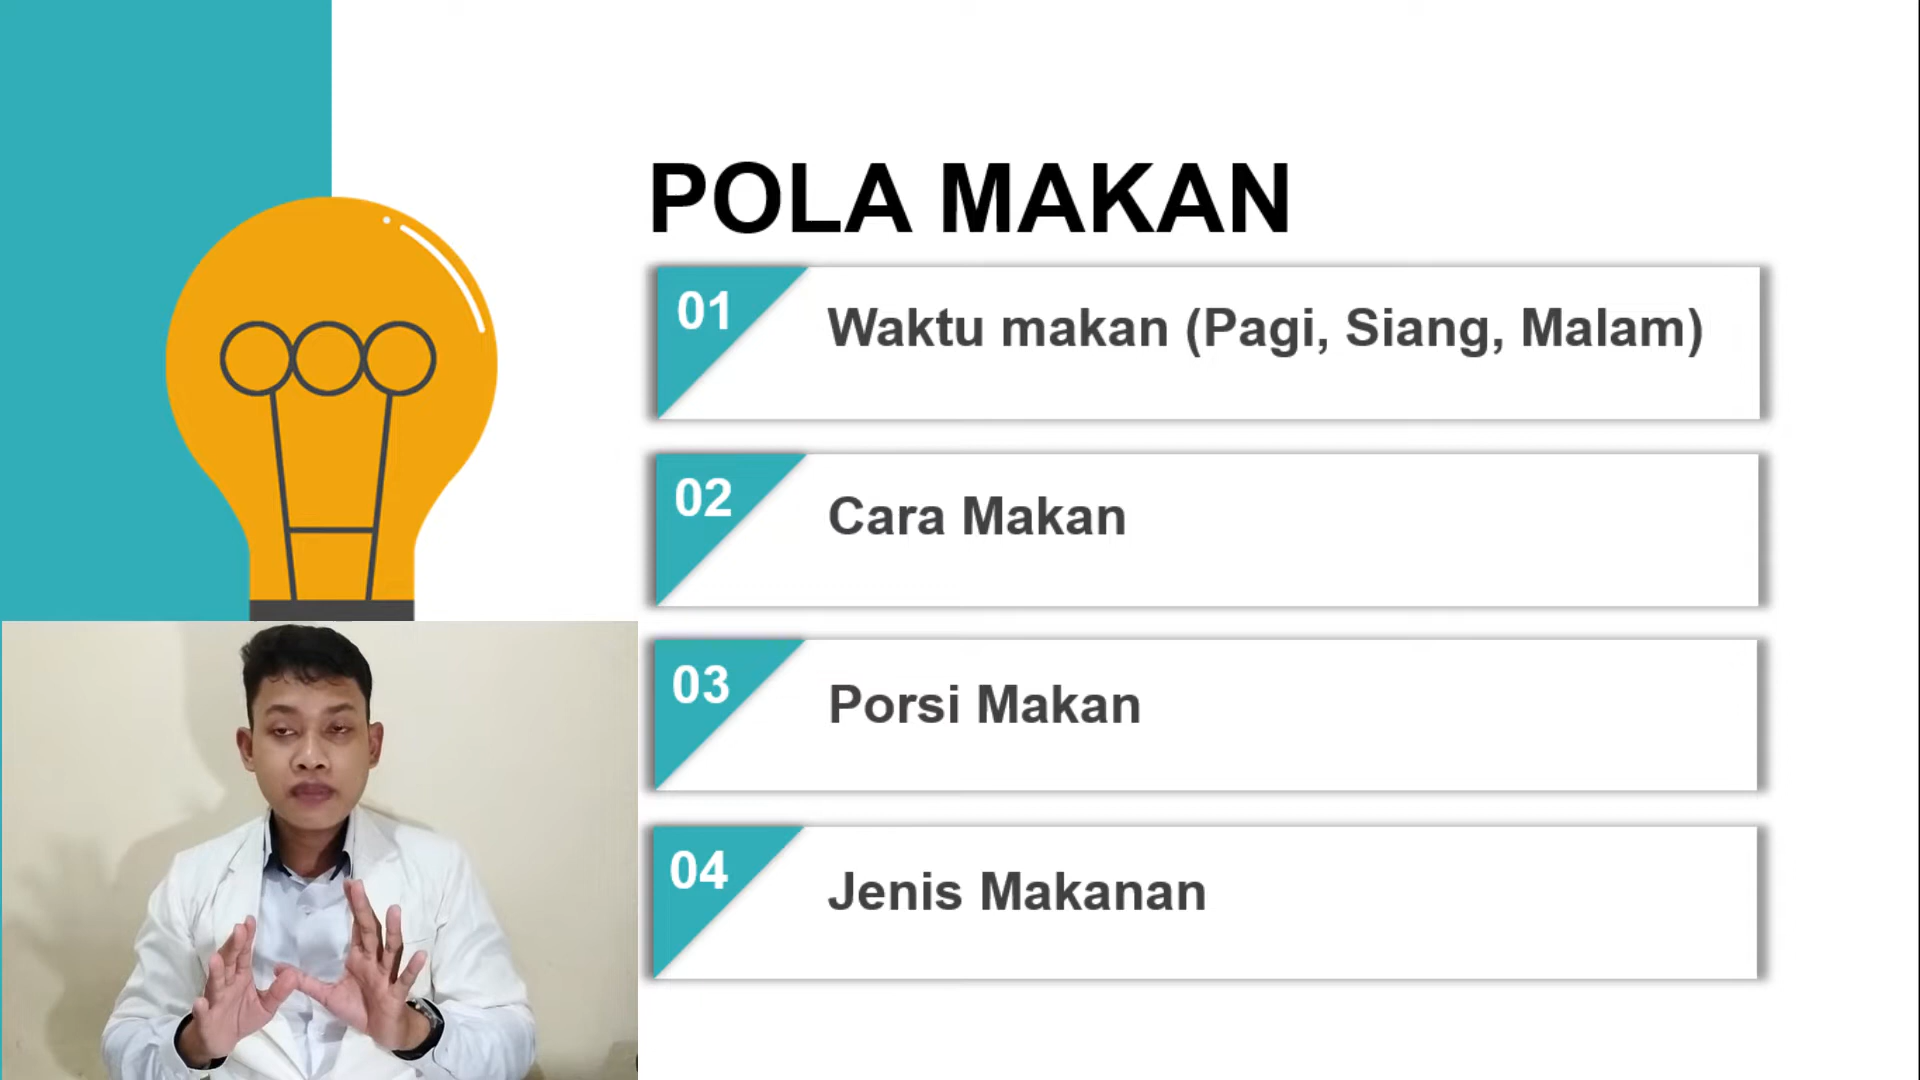 POLA MAKAN
01
Waktu makan (Pagi, Siang, Malam)
02
Cara Makan
03
Porsi Makan
04
Jenis Makanan